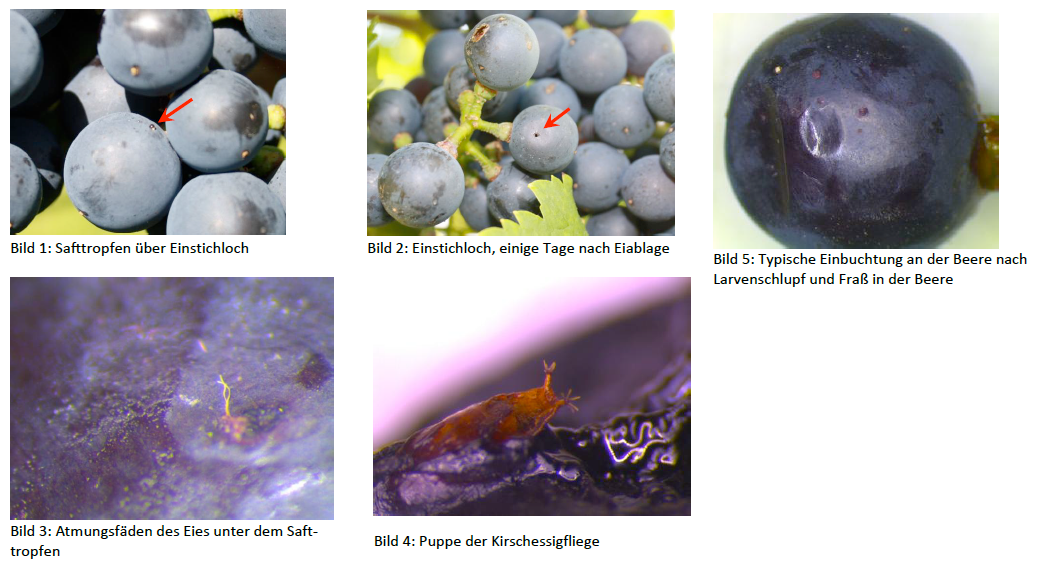 Bild 1: Safttropfen über Einstichloch
Bild 2: Einstichloch, einige Tage nach Eiablage
Bild 5: Typische Einbuchtung an der Beere nach
Larvenschlupf und Fraß in der Beere
Bild 3: Atmungsfäden des Eies unter dem Saft-
tropfen
Bild 4: Puppe der Kirschessigfliege